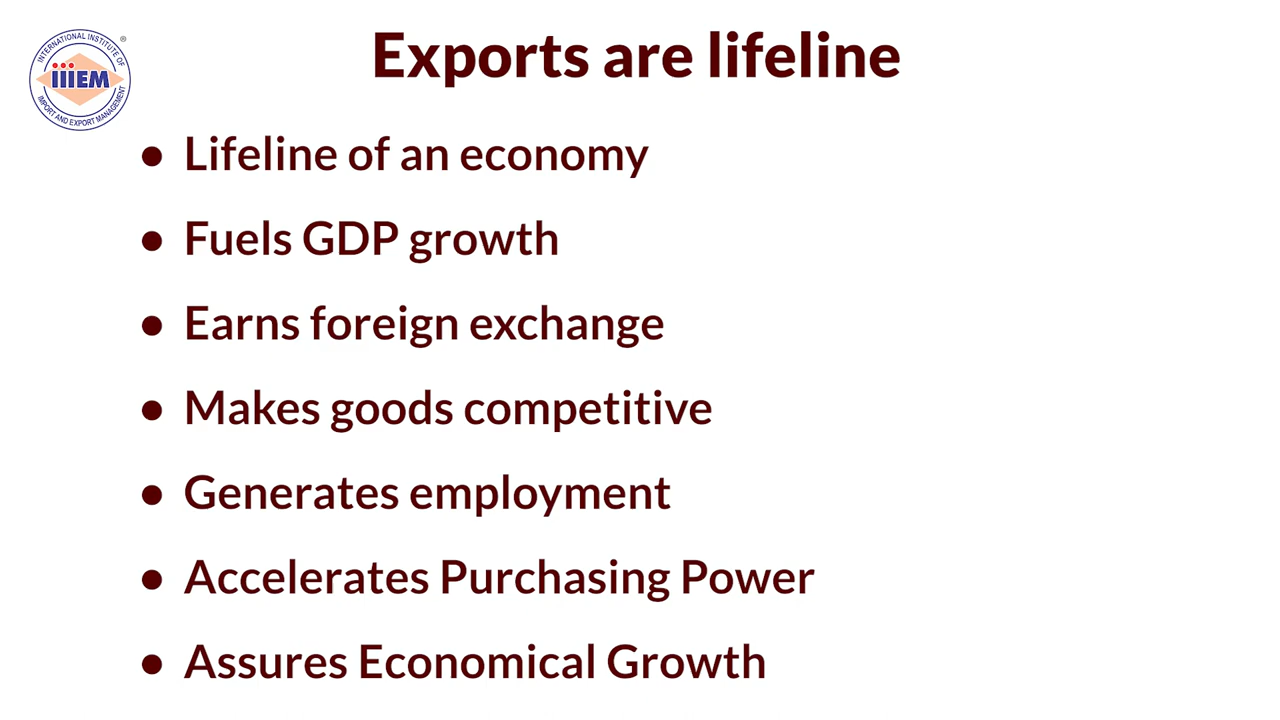 INTERNATIONAL INSTITUTE OF
®
iiiEM
IMPORT AND EXPORT MANAGEMENT
Exports are lifeline
● Lifeline of an economy
● Fuels GDP growth
● Earns foreign exchange
● Makes goods competitive
● Generates employment
● Accelerates Purchasing Power
● Assures Economical Growth